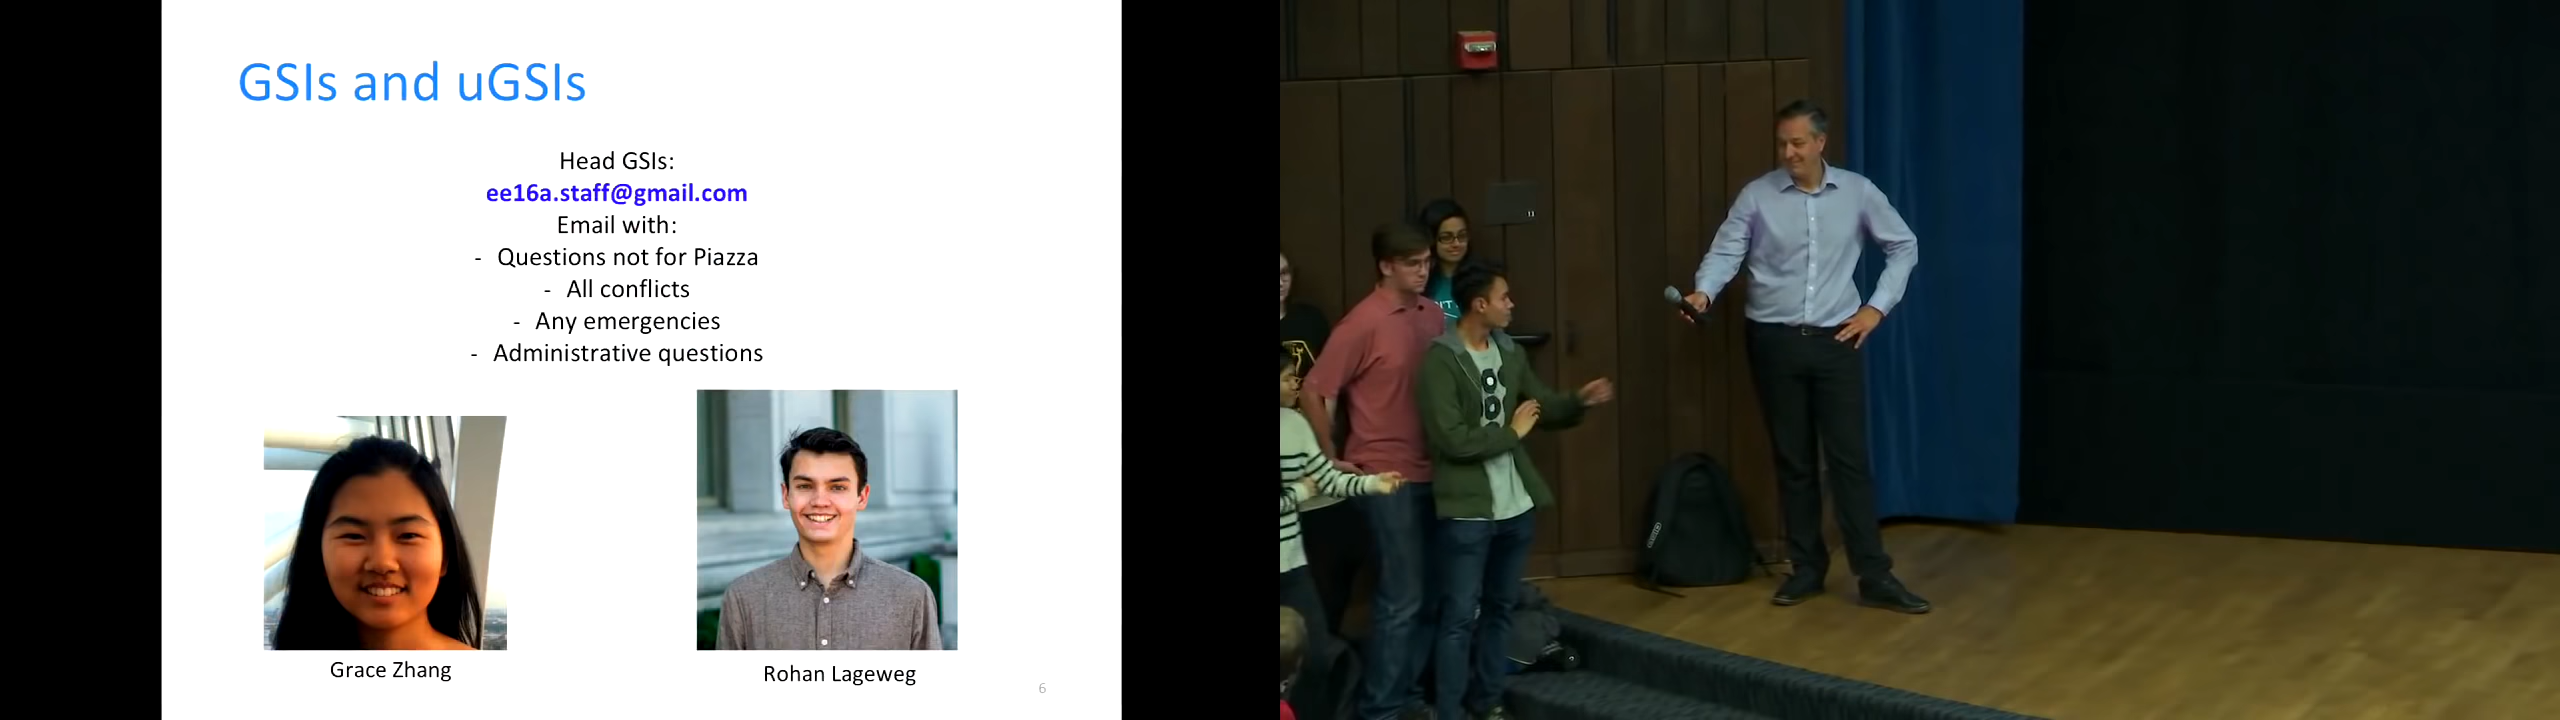 GSIs and uGSIs
Head GSIs:
ee16a.staff@gmail.com
Email with:
- Questions not for Piazza
- All conflicts
- Any emergencies
- Administrative questions
Grace Zhang
Rohan Lageweg
6
11